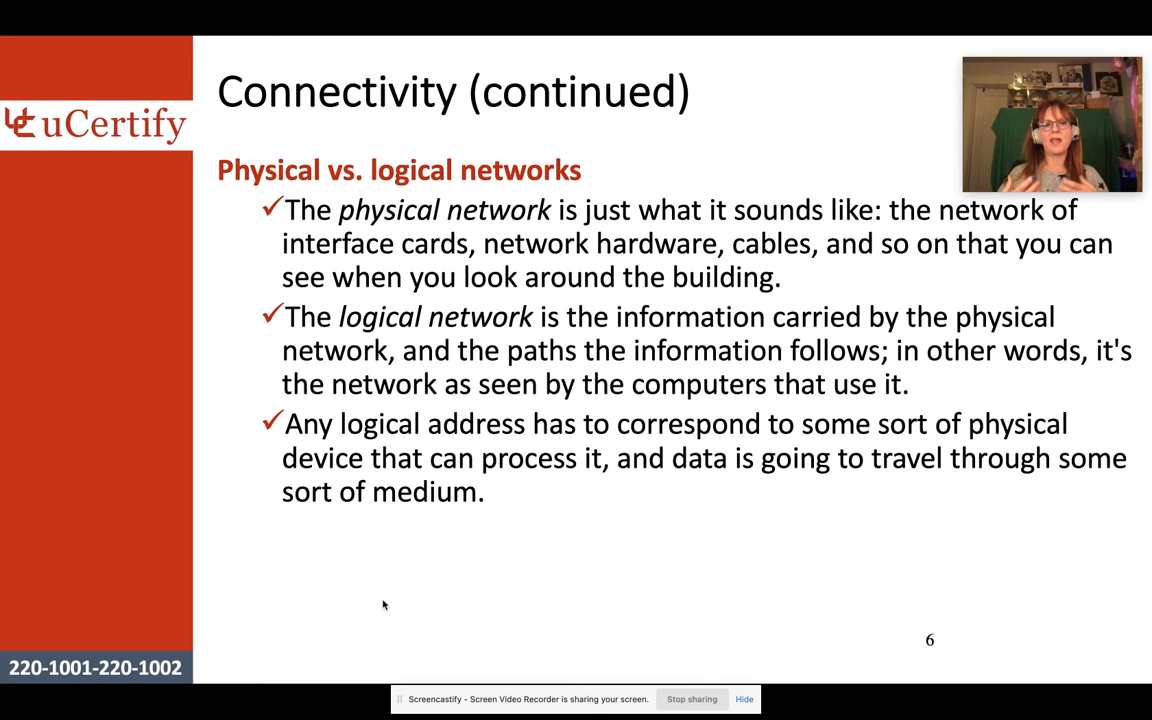 Connectivity (continued)
uCertify
Physical vs. logical networks
The physical network is just what it sounds like: the network of
interface cards, network hardware, cables, and so on that you can
see when you look around the building.
The logical network is the information carried by the physical
network, and the paths the information follows; in other words, it's
the network as seen by the computers that use it.
Any logical address has to correspond to some sort of physical
device that can process it, and data is going to travel through some
sort of medium.
6
220-1001-220-1002
Screencastify - Screen Video Recorder is sharing your screen.
Stop sharing
Hide